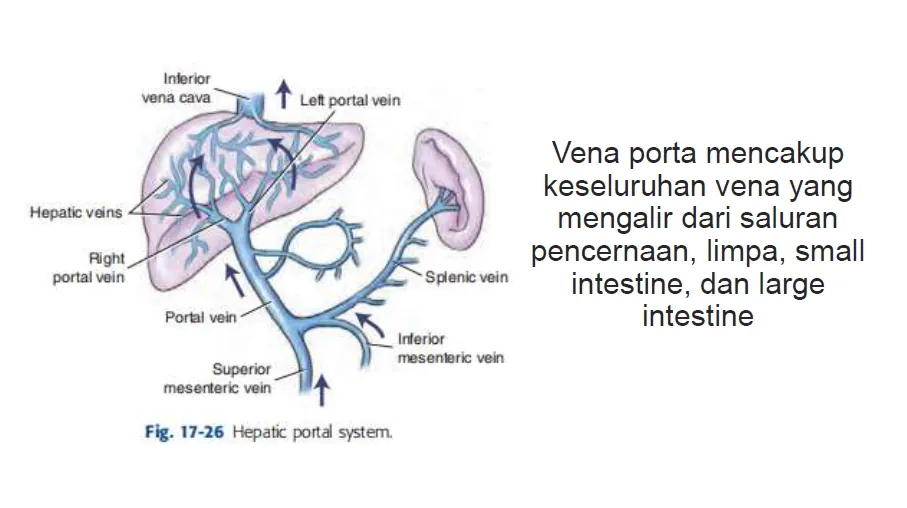 Inferior
vena cava
Left portal vein
Hepatic veins
Right
portal vein
Splenic vein
Portal vein
Inferior
mesenteric vein
Superior
mesenteric vein
Fig. 17-26 Hepatic portal system.
Vena porta mencakup
keseluruhan vena yang
mengalir dari saluran
pencernaan, limpa, small
intestine, dan large
intestine